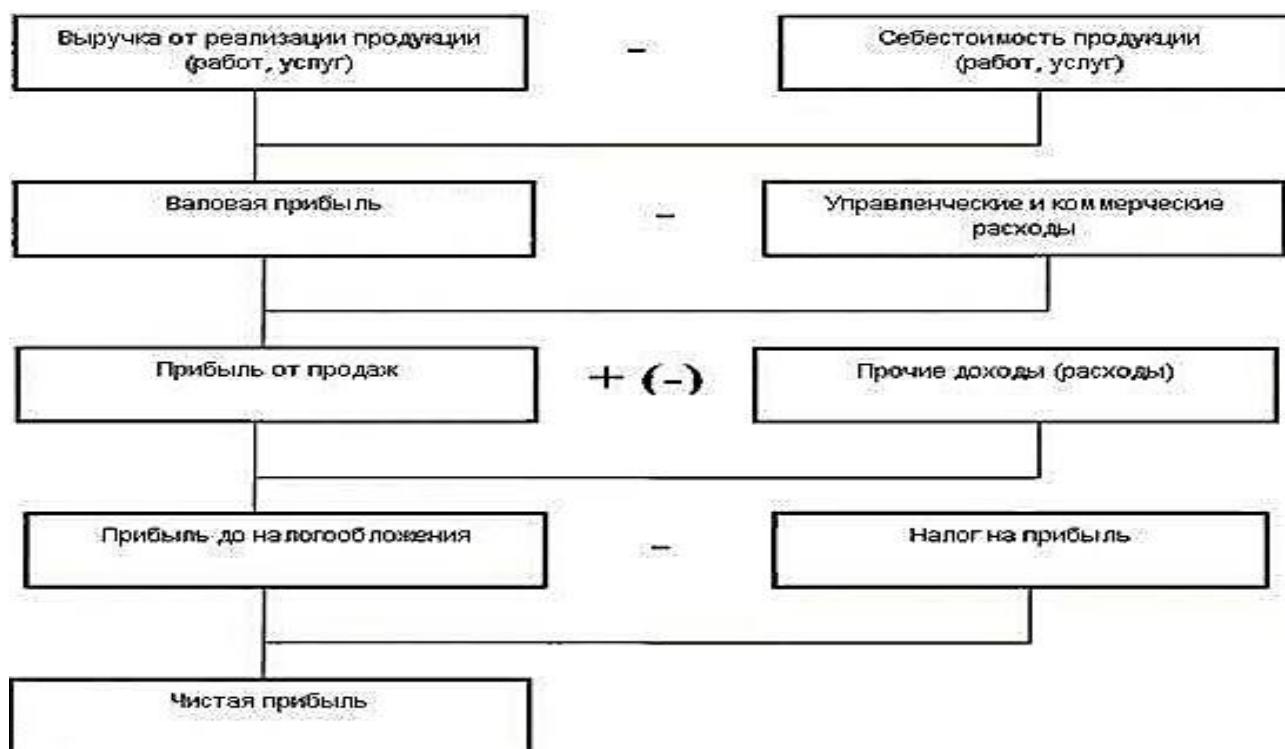 Выручка от реализации продукции
(работ, услуг)
-
Себестоимость продукции
(работ, услуг)
Валовая прибыль
-
Управленческие и коммерческие
расходы
Прибыль от продаж
+ (-)
Прочие доходы (расходы)
Прибыль до налогообложения
-
Налог на прибыль
Чистая прибыль